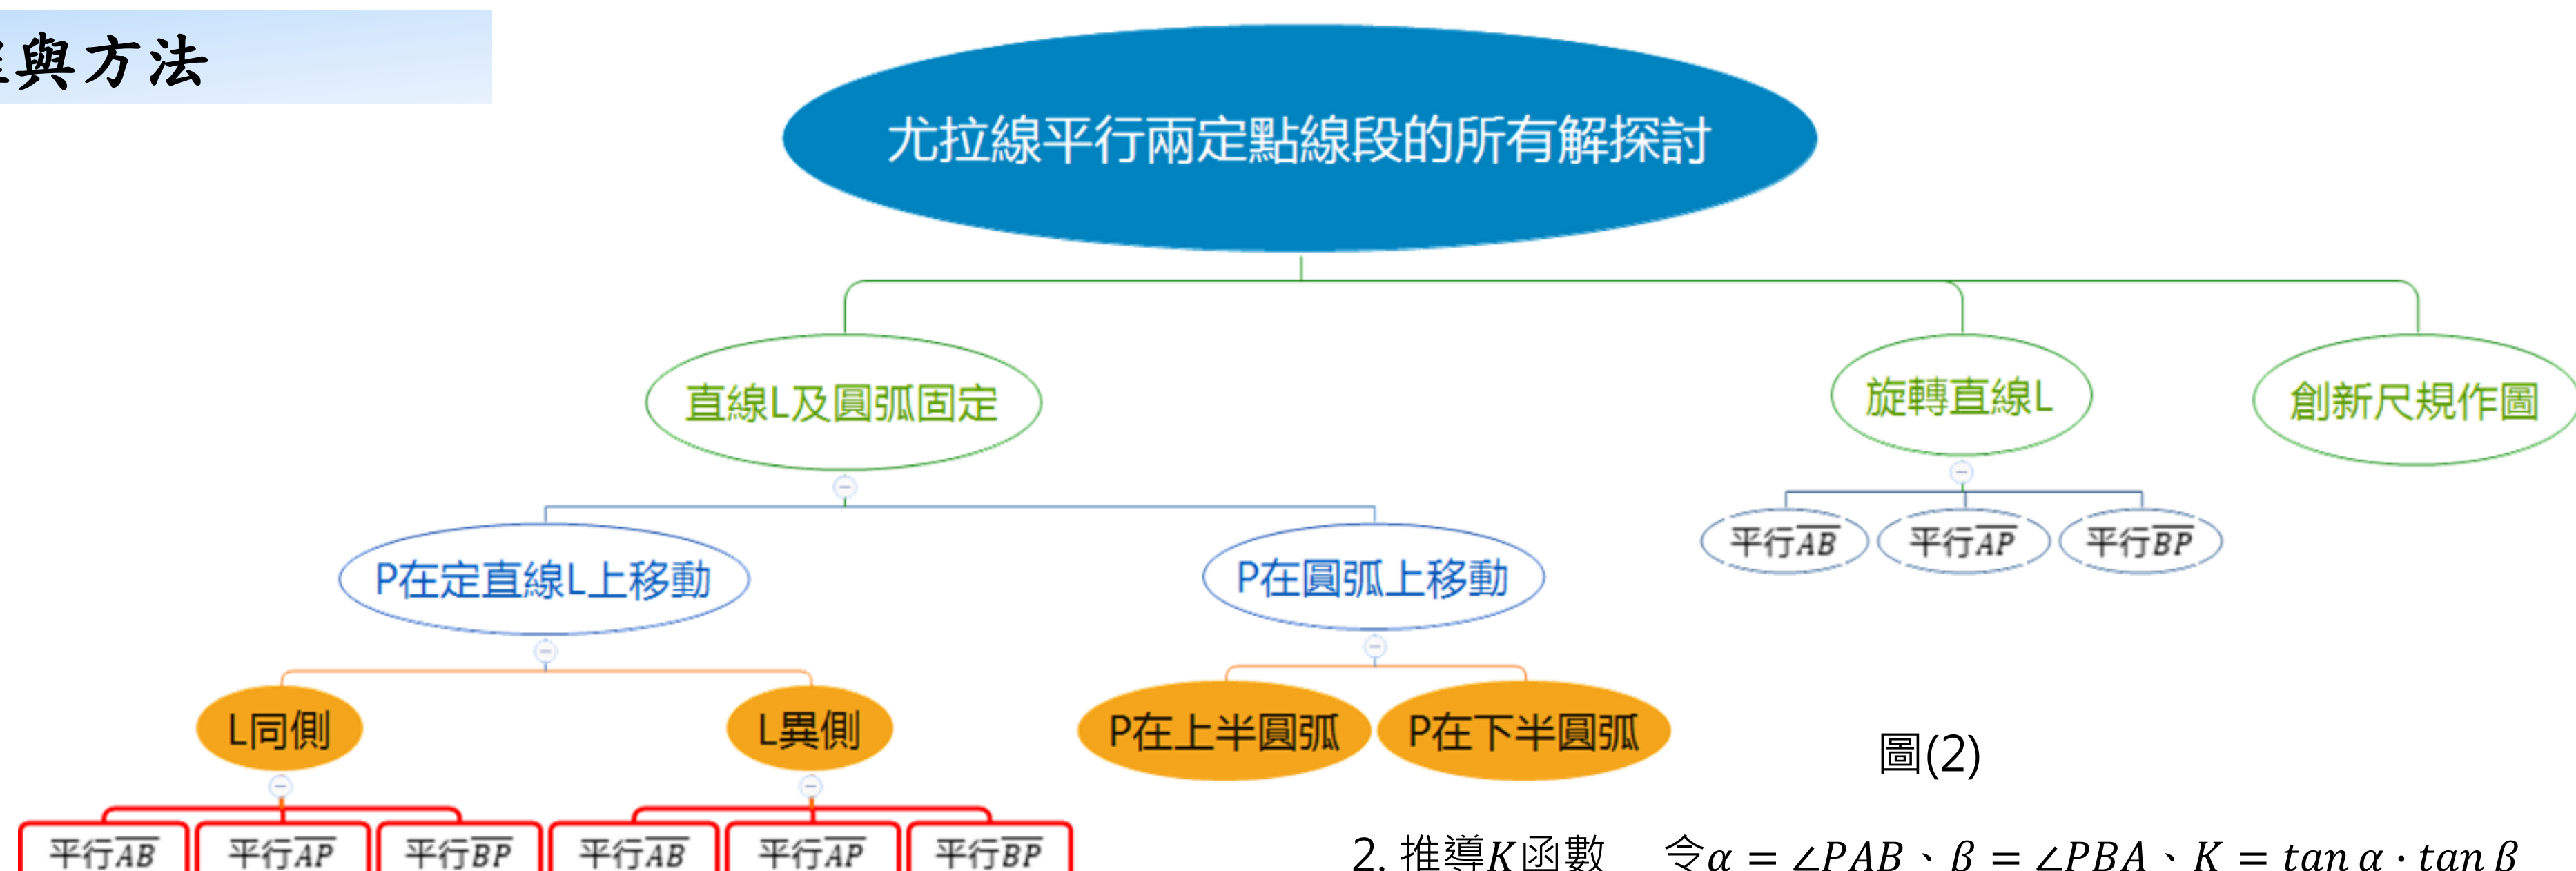 與方法
尤拉線平行兩定點線段的所有解探討
直線L及圓弧固定
旋轉直線L
創新尺規作圖
P在定直線L上移動
P在圓弧上移動
平行AB
平行AP
平行BP
L同側
L異側
P在上半圓弧
P在下半圓弧
圖(2)
平行AB
平行AP
平行BP
平行AB
平行AP
平行BP
2. 推導K函數 令α = ∠PAB、β = ∠PBA、K = tan α · tan β